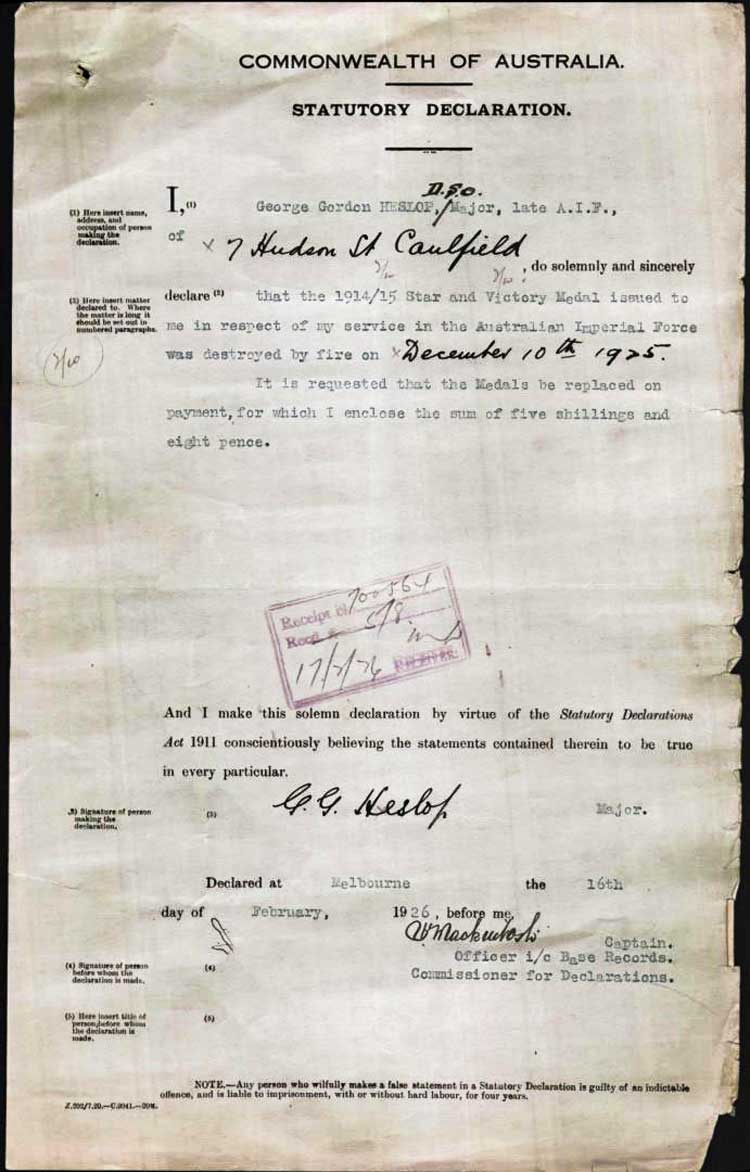 COMMONWEALTH OF AUSTRALIA.
STATUTORY DECLARATION.
(1) Here insert name, address, and occupation of person making the declaration.
I, (1) George Gordon HESLOP, D.S.O. Major, late A.I.F.,
of x 7 Hudson St Caulfield
, do solemnly and sincerely
(2) Here insert matter declared to. Where the matter is long it should be set out in numbered paragraphs.
declare (2) that the 1914/15 Star and Victory Medal issued to
me in respect of my service in the Australian Imperial Force
was destroyed by fire on x December 10th 1925.
It is requested that the Medals be replaced on
payment, for which I enclose the sum of five shillings and
eight pence.
Receipt No 700564
Recd £ 5/8
17/2/26 RECEIVER
And I make this solemn declaration by virtue of the Statutory Declarations
Act 1911 conscientiously believing the statements contained therein to be true
in every particular.
(3) Signature of person making the declaration.
(3) G. G. Heslop Major.
Declared at Melbourne the 16th
day of February, 1926, before me,
Mackintosh Captain.
Officer i/c Base Records.
Commissioner for Declarations.
(4) Signature of person before whom the declaration is made.
(4)
(5) Here insert title of person before whom the declaration is made.
(5)
NOTE.—Any person who wilfully makes a false statement in a Statutory Declaration is guilty of an indictable
offence, and is liable to imprisonment, with or without hard labour, for four years.